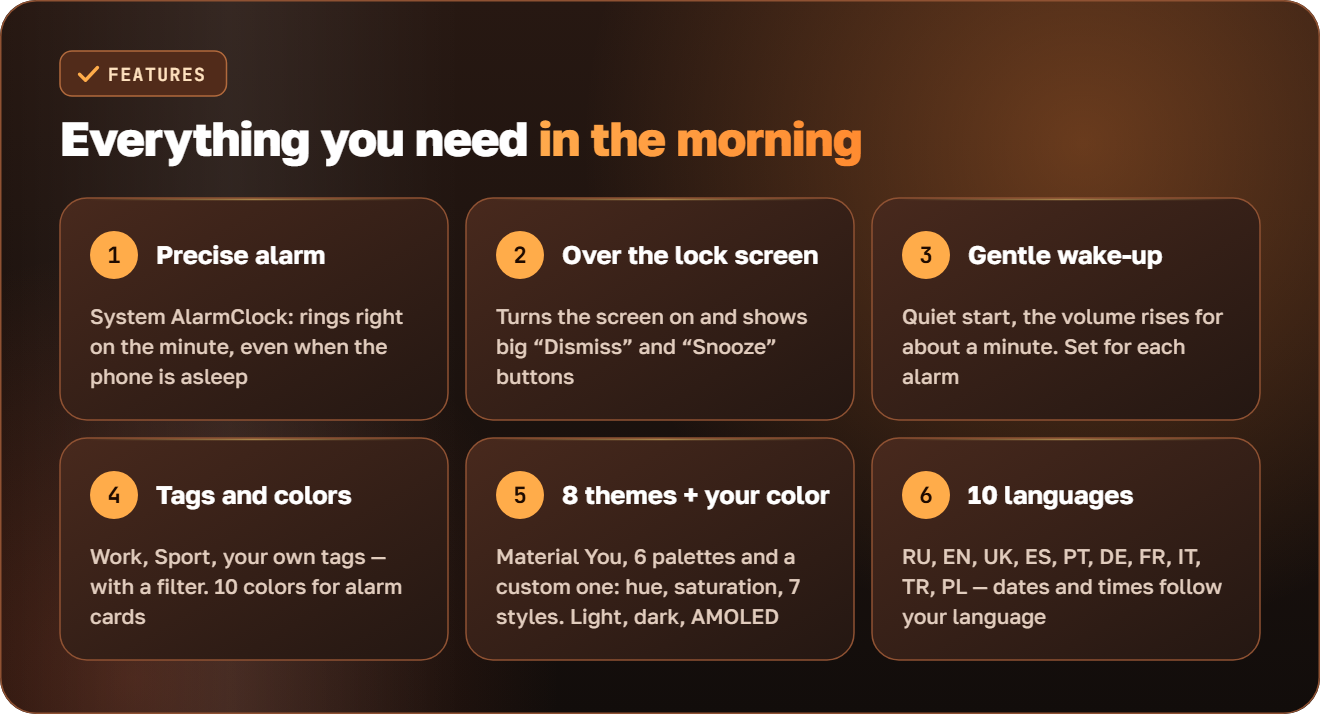 FEATURES
Everything you need in the morning
1 Precise alarm
System AlarmClock: rings right
on the minute, even when the
phone is asleep
2 Over the lock screen
Turns the screen on and shows
big “Dismiss” and “Snooze”
buttons
3 Gentle wake-up
Quiet start, the volume rises for
about a minute. Set for each
alarm
4 Tags and colors
Work, Sport, your own tags —
with a filter. 10 colors for alarm
cards
5 8 themes + your color
Material You, 6 palettes and a
custom one: hue, saturation, 7
styles. Light, dark, AMOLED
6 10 languages
RU, EN, UK, ES, PT, DE, FR, IT,
TR, PL — dates and times follow
your language